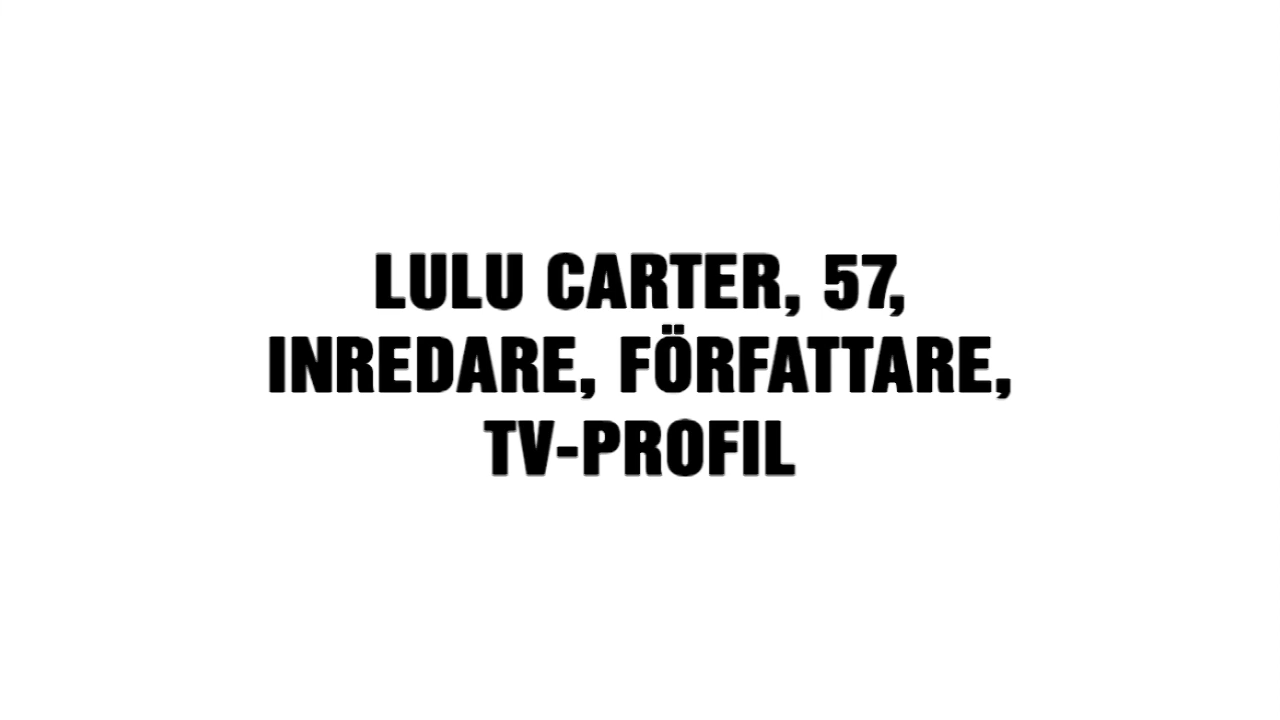 LULU CARTER, 57,
INREDARE, FÖRFATTARE,
TV-PROFIL